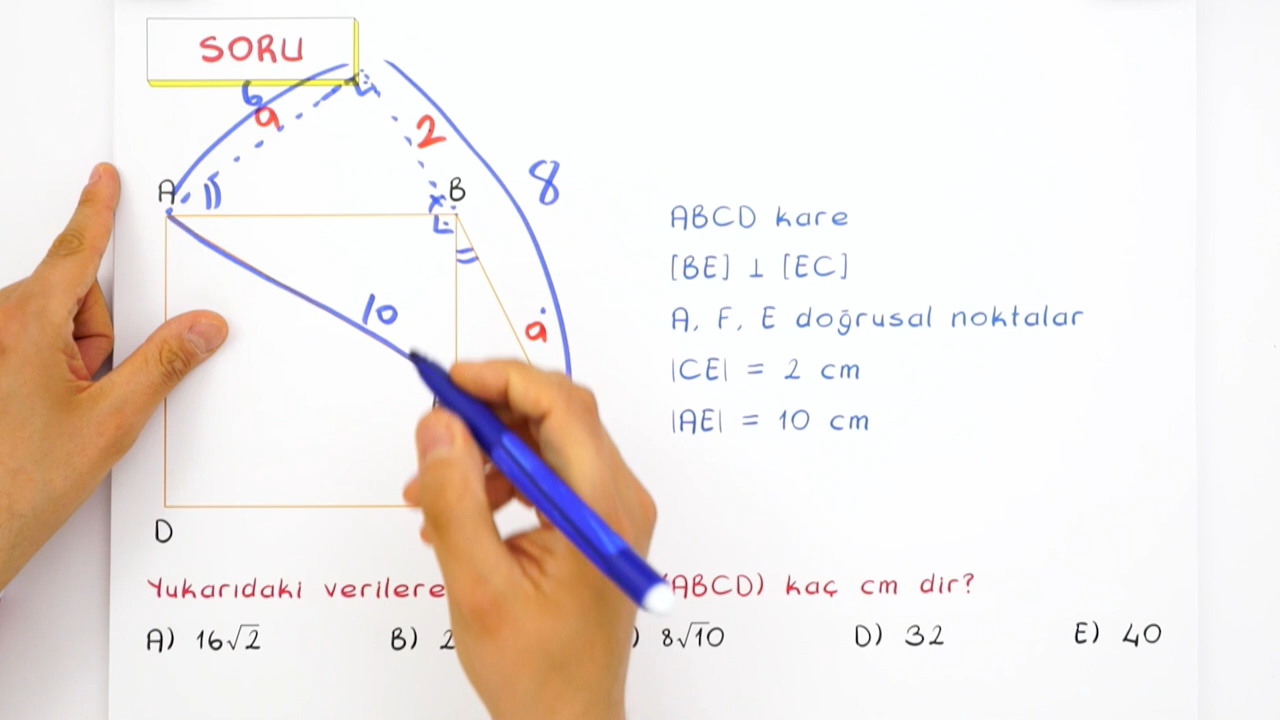 SORU
6
a
2
8
A
B
10
a
D
ABCD kare
[BE] ⊥ [EC]
A, F, E doğrusal noktalar
|CE| = 2 cm
|AE| = 10 cm
Yukarıdaki verilere (ABCD) kaç cm dir?
A) 16√2 B) 2 ) 8√10 D) 32 E) 40